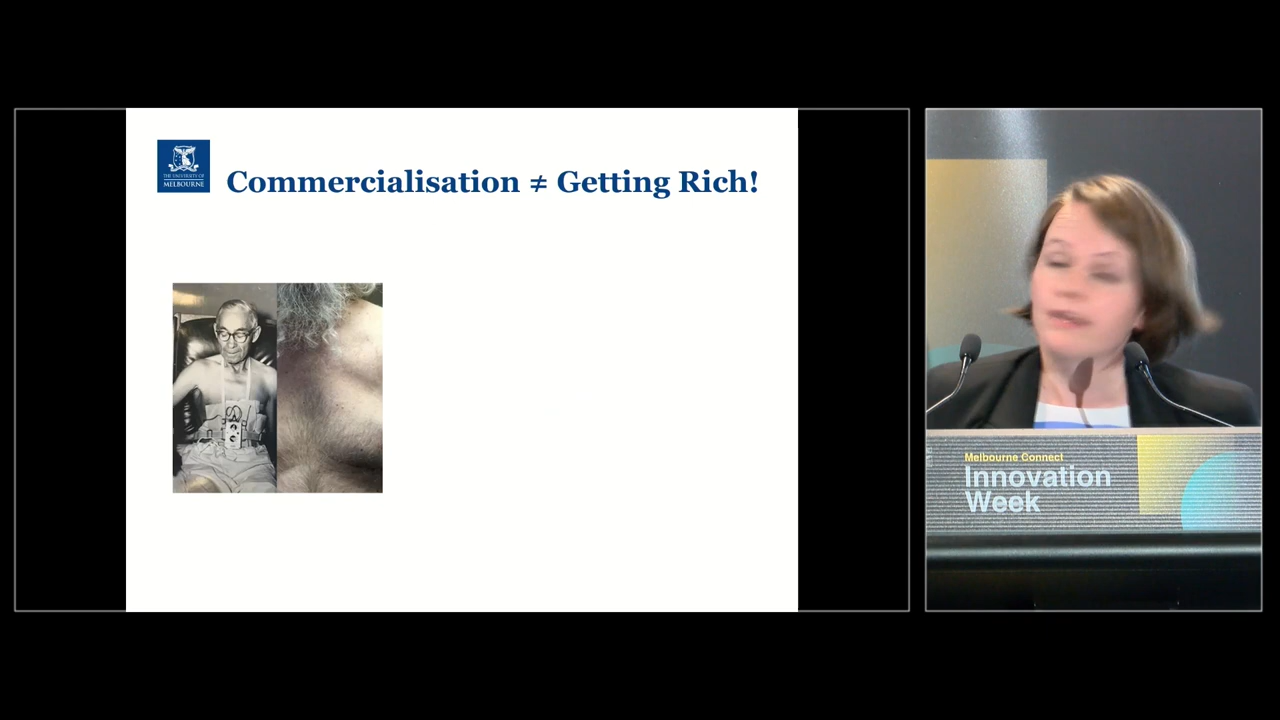 THE UNIVERSITY OF
MELBOURNE
Commercialisation ≠ Getting Rich!
Melbourne Connect
Innovation
Week